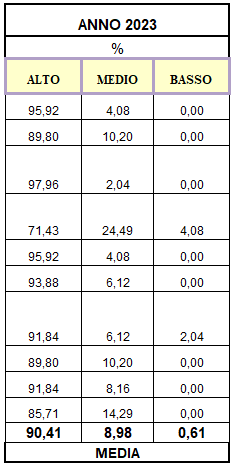 ANNO 2023
%
ALTO MEDIO BASSO
95,92 4,08 0,00
89,80 10,20 0,00
97,96 2,04 0,00
71,43 24,49 4,08
95,92 4,08 0,00
93,88 6,12 0,00
91,84 6,12 2,04
89,80 10,20 0,00
91,84 8,16 0,00
85,71 14,29 0,00
90,41 8,98 0,61
MEDIA